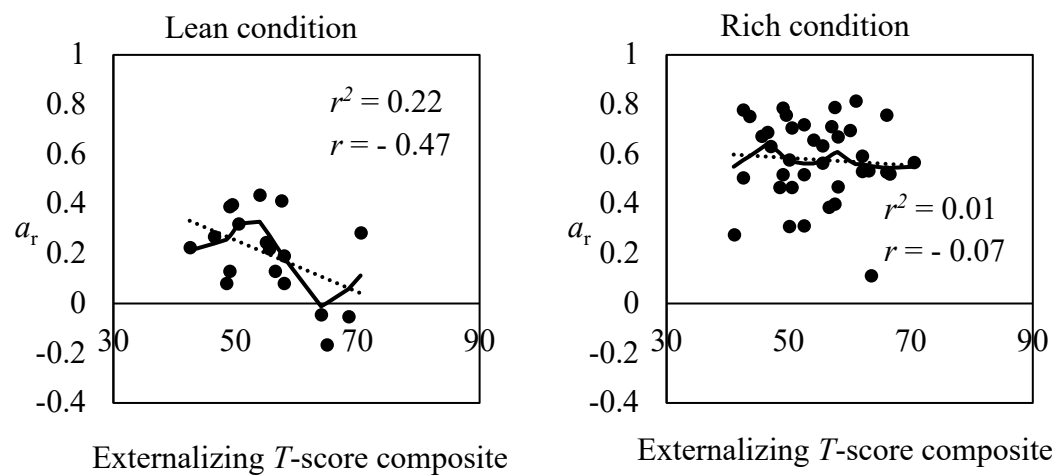 Lean condition
1
0.8
0.6
0.4
0.2
0
-0.2
-0.4
a_r
r² = 0.22
r = - 0.47
30 50 70 90
Externalizing T-score composite
Rich condition
1
0.8
0.6
0.4
0.2
0
-0.2
-0.4
a_r
r² = 0.01
r = - 0.07
30 50 70 90
Externalizing T-score composite